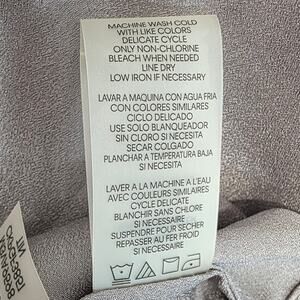 MACHINE WASH COLD
WITH LIKE COLORS
DELICATE CYCLE
ONLY NON-CHLORINE
BLEACH WHEN NEEDED
LINE DRY
LOW IRON IF NECESSARY
LAVAR A MAQUINA CON AGUA FRIA
CON COLORES SIMILARES
CICLO DELICADO
USE SOLO BLANQUEADOR
SIN CLORO SI NECESITA
SECAR COLGADO
PLANCHAR A TEMPERATURA BAJA
SI NECESITA
LAVER A LA MACHINE A L'EAU
AVEC COULEURS SIMILAIRES
CYCLE DELICATE
BLANCHIR SANS CHLORE
SI NECESSAIRE
SUSPENDRE POUR SECHER
REPASSER AU FER FROID
SI NECESSAIRE